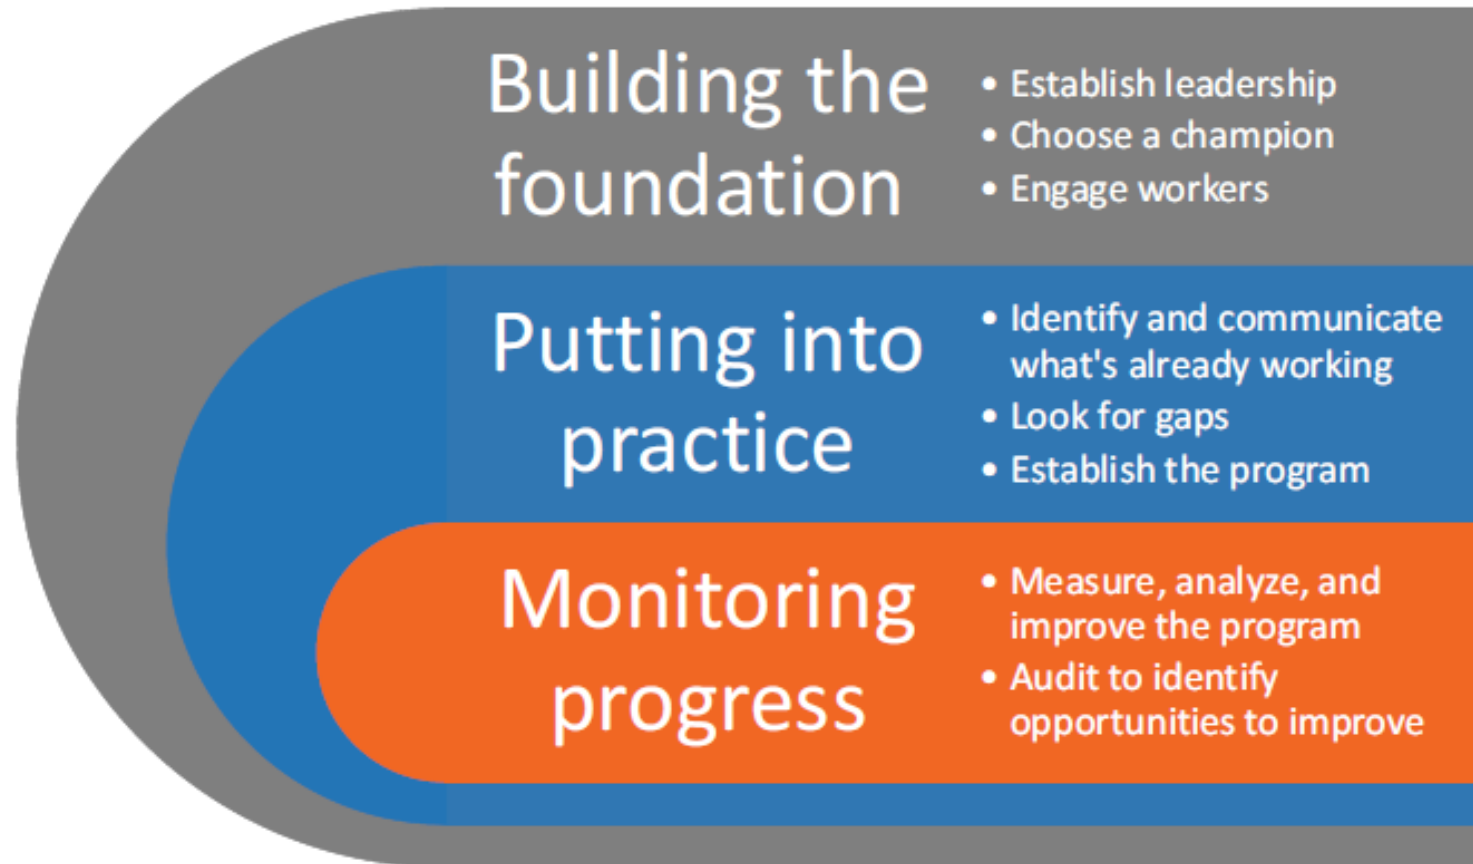 Building the
foundation
• Establish leadership
• Choose a champion
• Engage workers
Putting into
practice
• Identify and communicate
what's already working
• Look for gaps
• Establish the program
Monitoring
progress
• Measure, analyze, and
improve the program
• Audit to identify
opportunities to improve